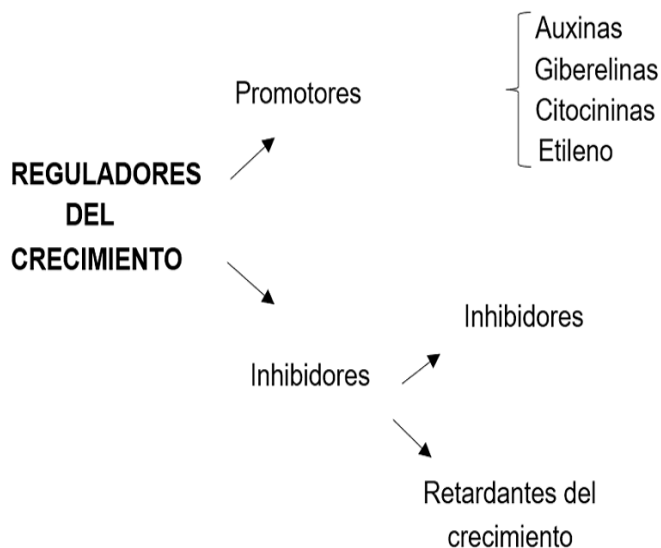 Auxinas
Giberelinas
Citocininas
Etileno
Promotores
REGULADORES
DEL
CRECIMIENTO
Inhibidores
Inhibidores
Retardantes del
crecimiento